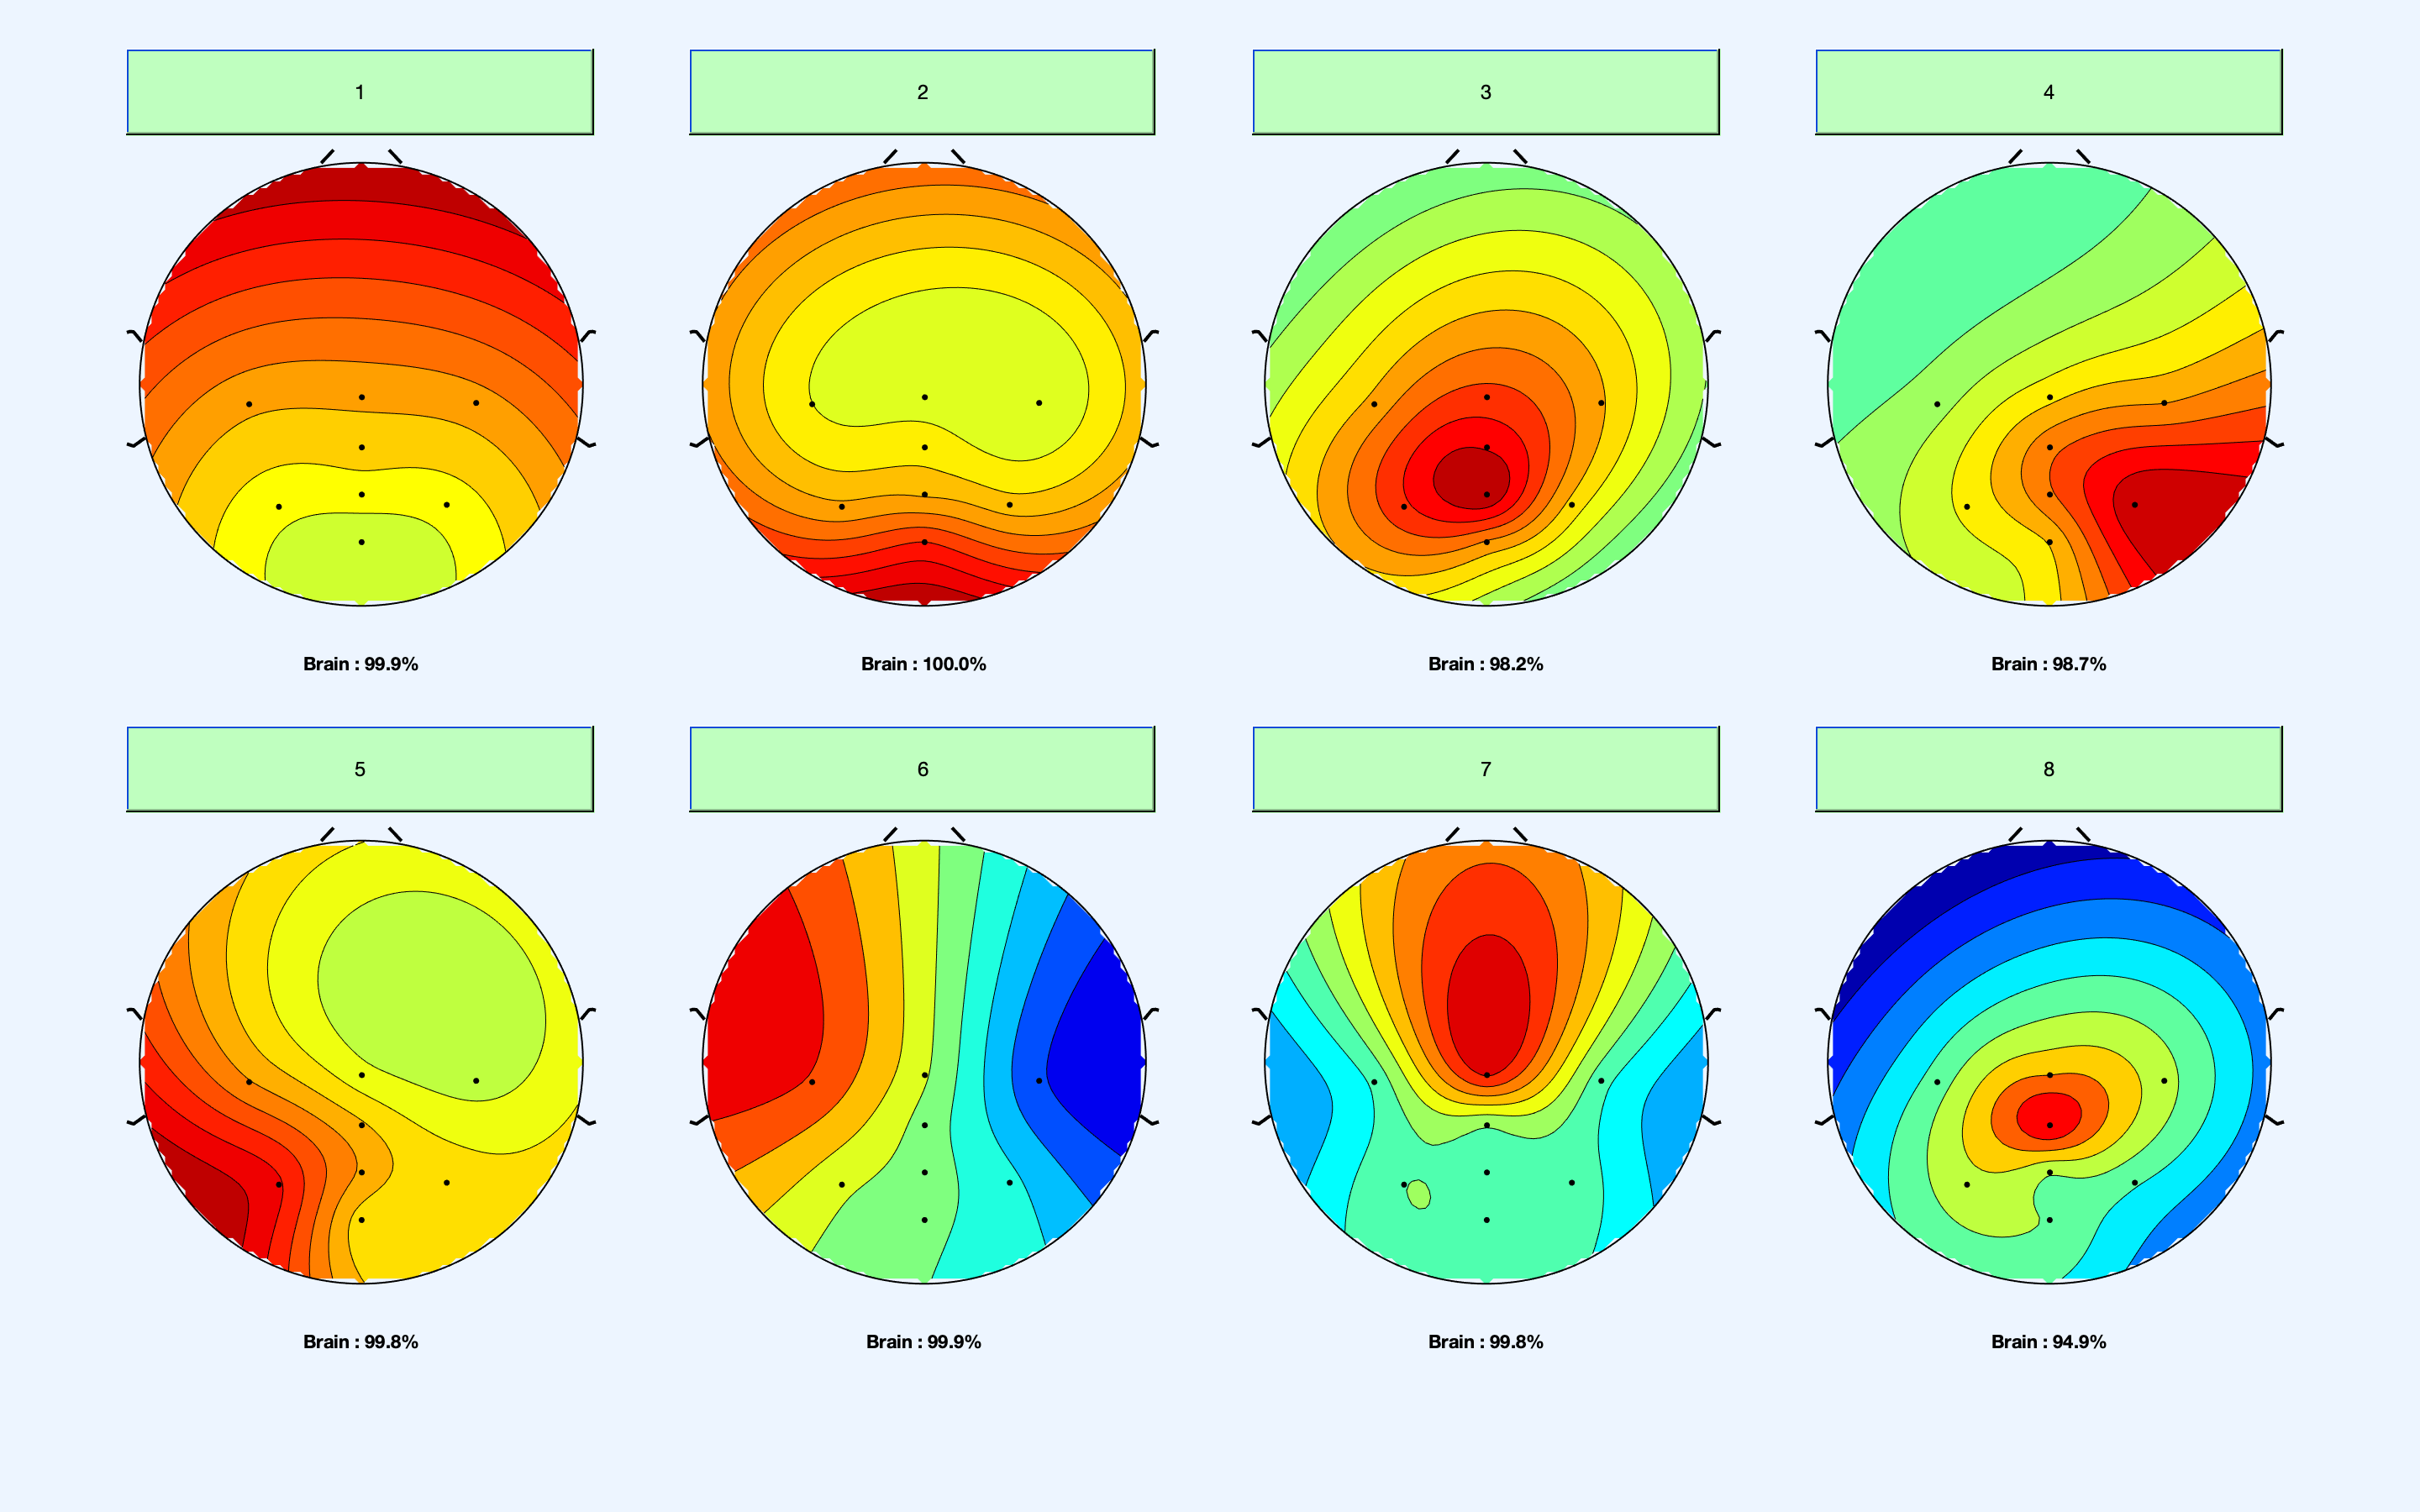 1
2
3
4
Brain : 99.9%
Brain : 100.0%
Brain : 98.2%
Brain : 98.7%
5
6
7
8
Brain : 99.8%
Brain : 99.9%
Brain : 99.8%
Brain : 94.9%